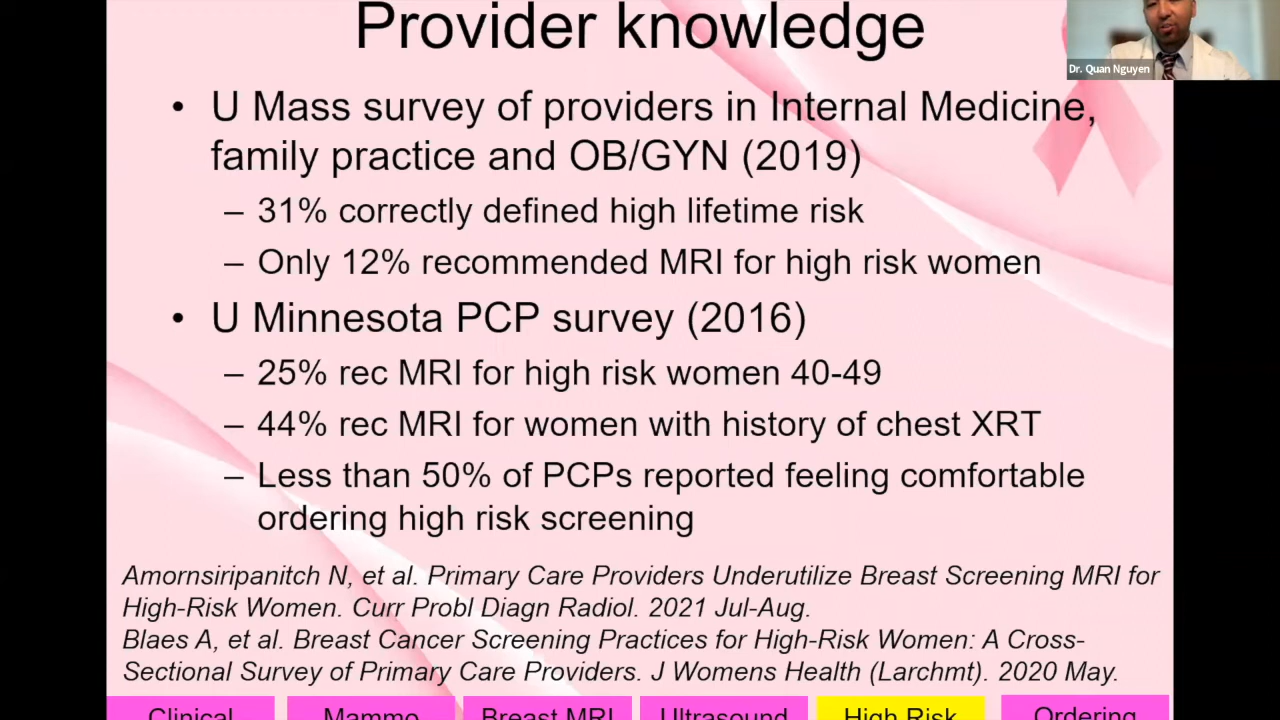 Provider knowledge
Dr. Quan Nguyen
• U Mass survey of providers in Internal Medicine,
family practice and OB/GYN (2019)
– 31% correctly defined high lifetime risk
– Only 12% recommended MRI for high risk women
• U Minnesota PCP survey (2016)
– 25% rec MRI for high risk women 40-49
– 44% rec MRI for women with history of chest XRT
– Less than 50% of PCPs reported feeling comfortable
ordering high risk screening
Amornsiripanitch N, et al. Primary Care Providers Underutilize Breast Screening MRI for
High-Risk Women. Curr Probl Diagn Radiol. 2021 Jul-Aug.
Blaes A, et al. Breast Cancer Screening Practices for High-Risk Women: A Cross-
Sectional Survey of Primary Care Providers. J Womens Health (Larchmt). 2020 May.
Clinical Mammo Breast MRI Ultrasound High Risk Ordering